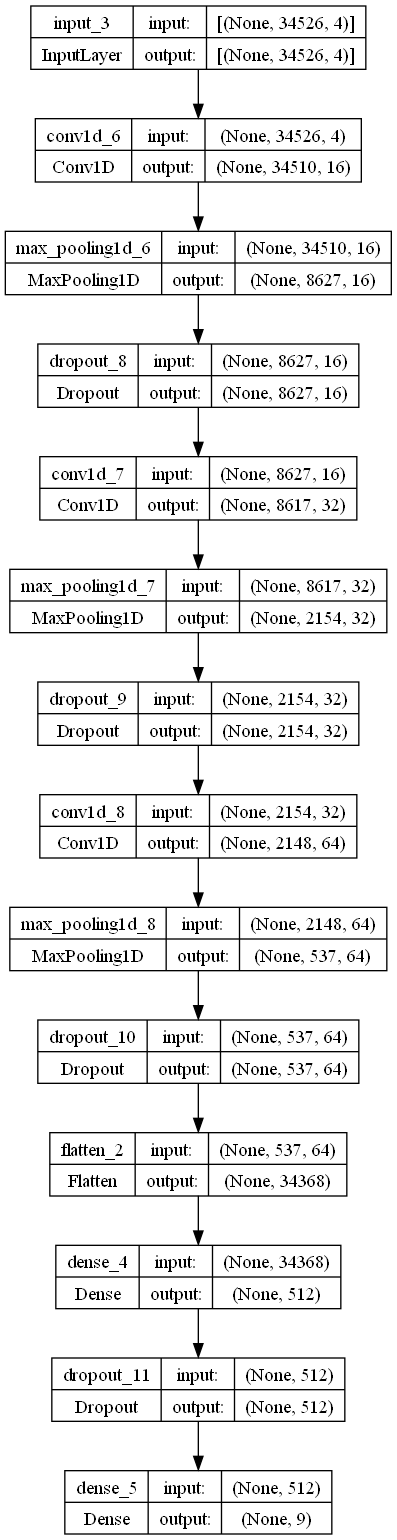 input_3 input: [(None, 34526, 4)]
InputLayer output: [(None, 34526, 4)]
conv1d_6 input: (None, 34526, 4)
Conv1D output: (None, 34510, 16)
max_pooling1d_6 input: (None, 34510, 16)
MaxPooling1D output: (None, 8627, 16)
dropout_8 input: (None, 8627, 16)
Dropout output: (None, 8627, 16)
conv1d_7 input: (None, 8627, 16)
Conv1D output: (None, 8617, 32)
max_pooling1d_7 input: (None, 8617, 32)
MaxPooling1D output: (None, 2154, 32)
dropout_9 input: (None, 2154, 32)
Dropout output: (None, 2154, 32)
conv1d_8 input: (None, 2154, 32)
Conv1D output: (None, 2148, 64)
max_pooling1d_8 input: (None, 2148, 64)
MaxPooling1D output: (None, 537, 64)
dropout_10 input: (None, 537, 64)
Dropout output: (None, 537, 64)
flatten_2 input: (None, 537, 64)
Flatten output: (None, 34368)
dense_4 input: (None, 34368)
Dense output: (None, 512)
dropout_11 input: (None, 512)
Dropout output: (None, 512)
dense_5 input: (None, 512)
Dense output: (None, 9)